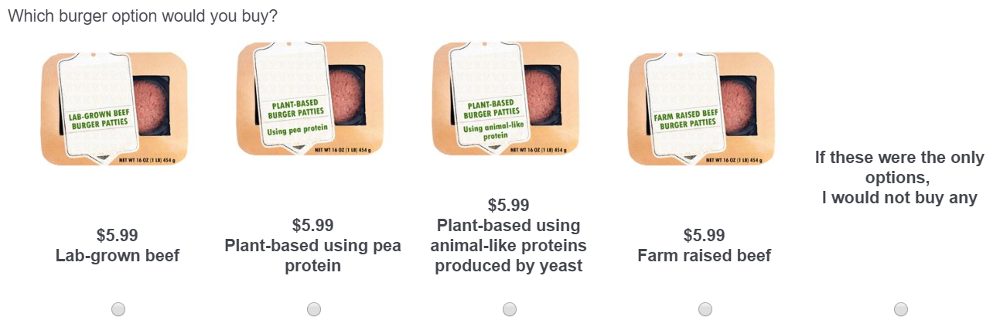 Which burger option would you buy?
LAB-GROWN BEEF
BURGER PATTIES
NET WT 16 OZ (1 LB) 454 g
PLANT-BASED
BURGER PATTIES
Using pea protein
NET WT 16 OZ (1 LB) 454 g
PLANT-BASED
BURGER PATTIES
Using animal-like
protein
NET WT 16 OZ (1 LB) 454 g
FARM RAISED BEEF
BURGER PATTIES
NET WT 16 OZ (1 LB) 454 g
$5.99
Lab-grown beef
$5.99
Plant-based using pea
protein
$5.99
Plant-based using
animal-like proteins
produced by yeast
$5.99
Farm raised beef
If these were the only
options,
I would not buy any